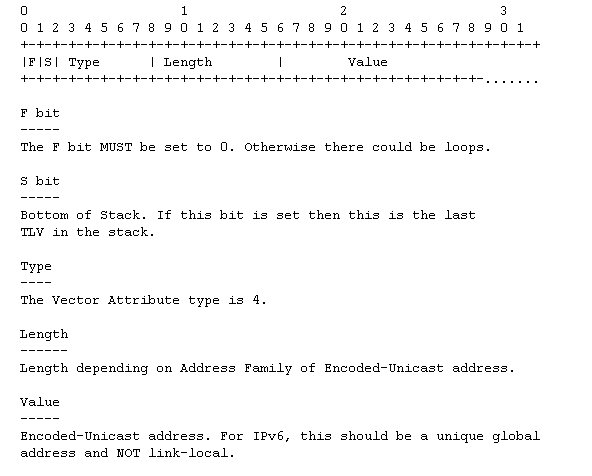 0                   1                   2                   3
0 1 2 3 4 5 6 7 8 9 0 1 2 3 4 5 6 7 8 9 0 1 2 3 4 5 6 7 8 9 0 1
+-+-+-+-+-+-+-+-+-+-+-+-+-+-+-+-+-+-+-+-+-+-+-+-+-+-+-+-+-+-+-+-+
|F|S| Type      | Length        |        Value
+-+-+-+-+-+-+-+-+-+-+-+-+-+-+-+-+-+-+-+-+-+-+-+-+-+-+-+-+-.......
F bit
-----
The F bit MUST be set to 0. Otherwise there could be loops.
S bit
-----
Bottom of Stack. If this bit is set then this is the last
TLV in the stack.
Type
----
The Vector Attribute type is 4.
Length
------
Length depending on Address Family of Encoded-Unicast address.
Value
-----
Encoded-Unicast address. For IPv6, this should be a unique global
address and NOT link-local.